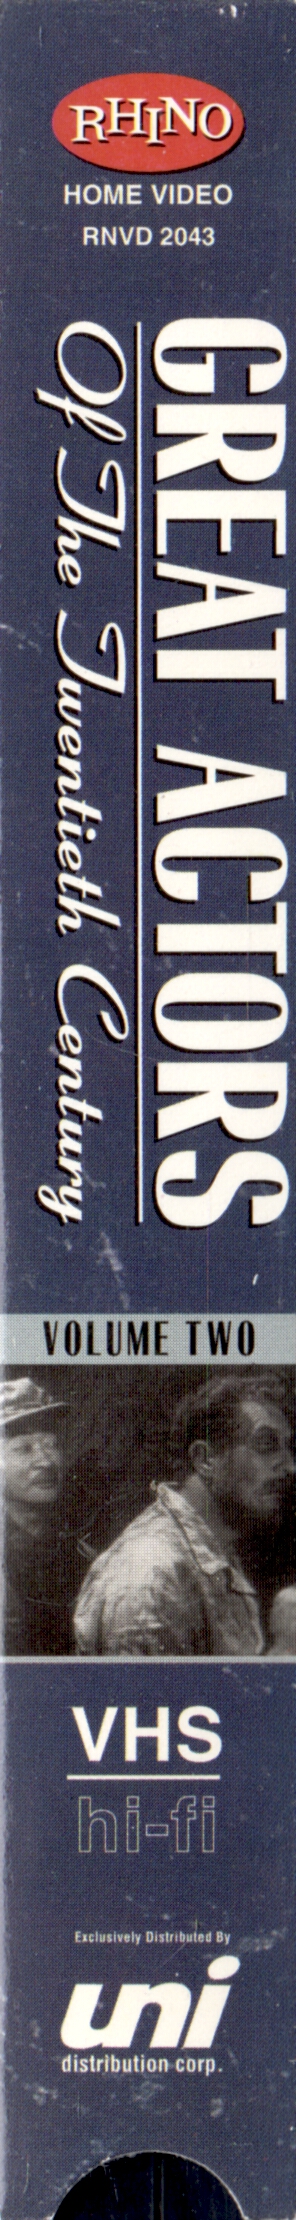 RHINO
HOME VIDEO
RNVD 2043
GREAT ACTORS
Of The Twentieth Century
VOLUME TWO
VHS
hi-fi
Exclusively Distributed By
uni
distribution corp.